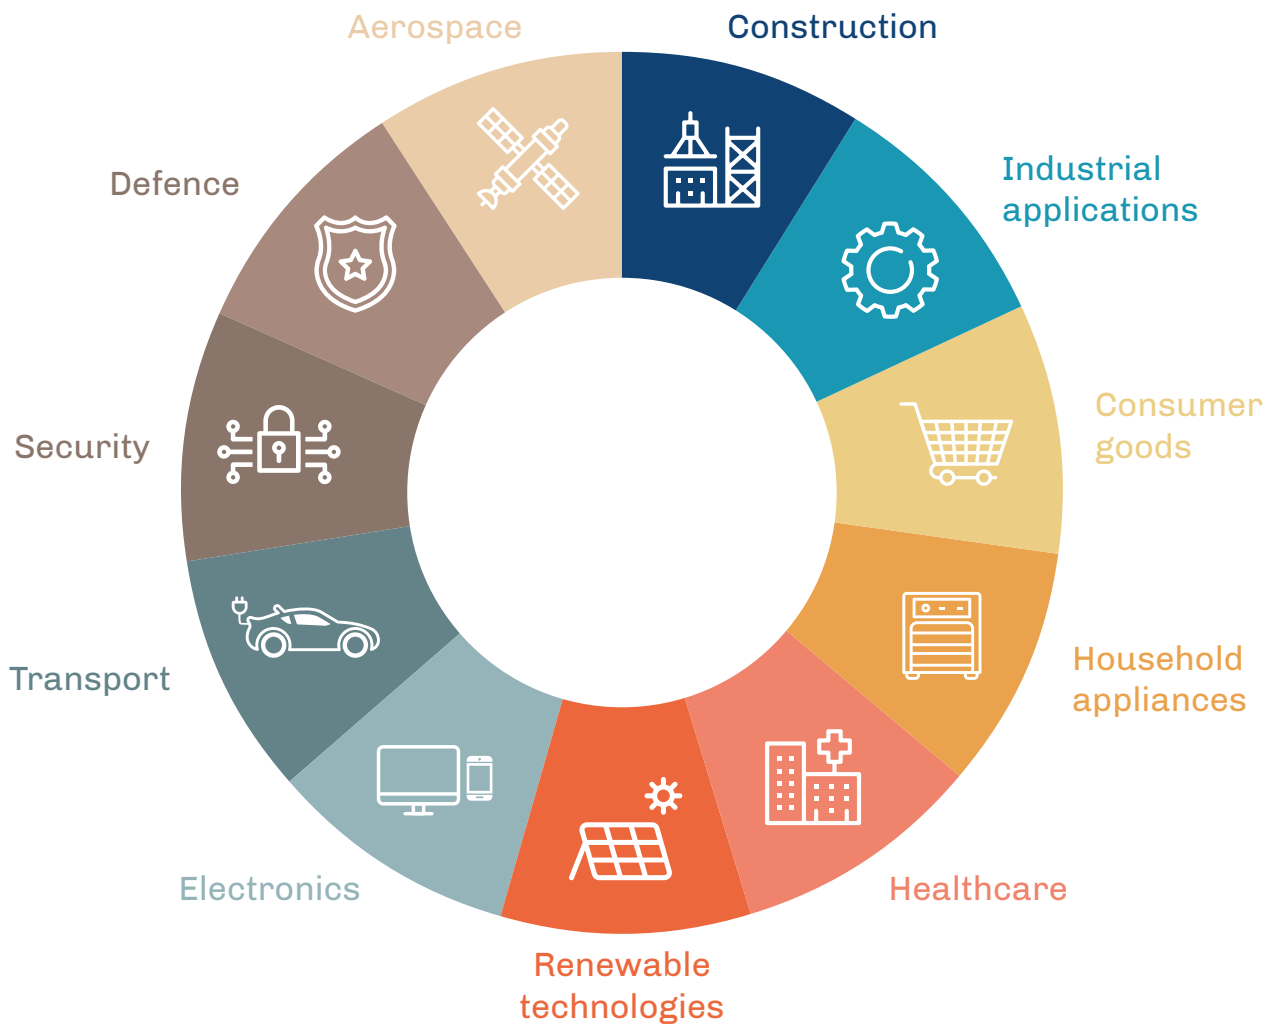 Aerospace
Construction
Industrial
applications
Defence
Consumer
goods
Security
Household
appliances
Transport
Electronics
Healthcare
Renewable
technologies